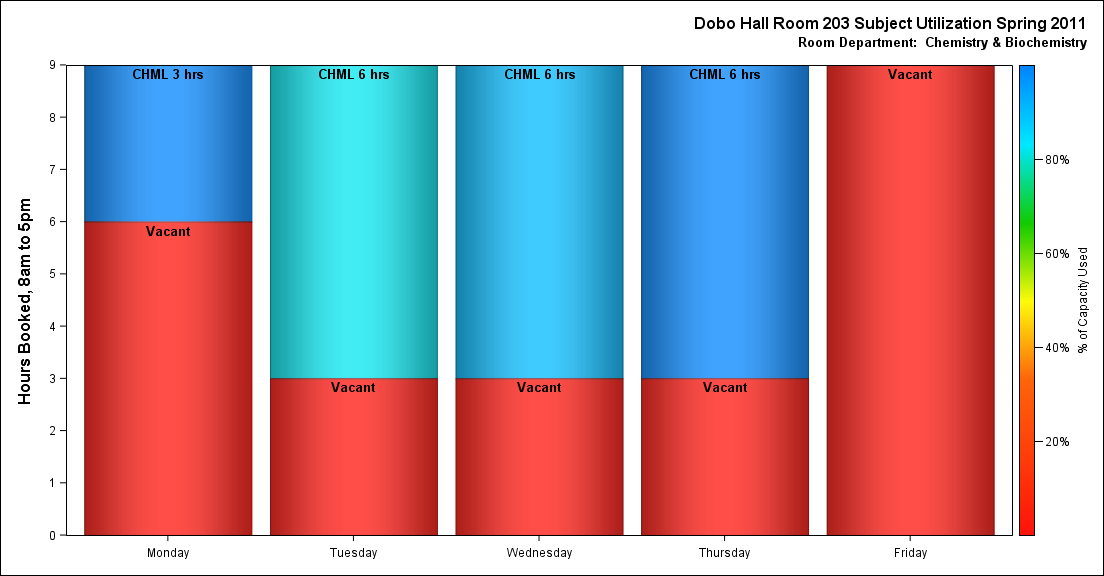 Dobo Hall Room 203 Subject Utilization Spring 2011
Room Department:  Chemistry & Biochemistry
Hours Booked, 8am to 5pm
9
8
7
6
5
4
3
2
1
0
CHML 3 hrs
CHML 6 hrs
CHML 6 hrs
CHML 6 hrs
Vacant
Vacant
Vacant
Vacant
Vacant
Monday
Tuesday
Wednesday
Thursday
Friday
80%
60%
40%
20%
% of Capacity Used